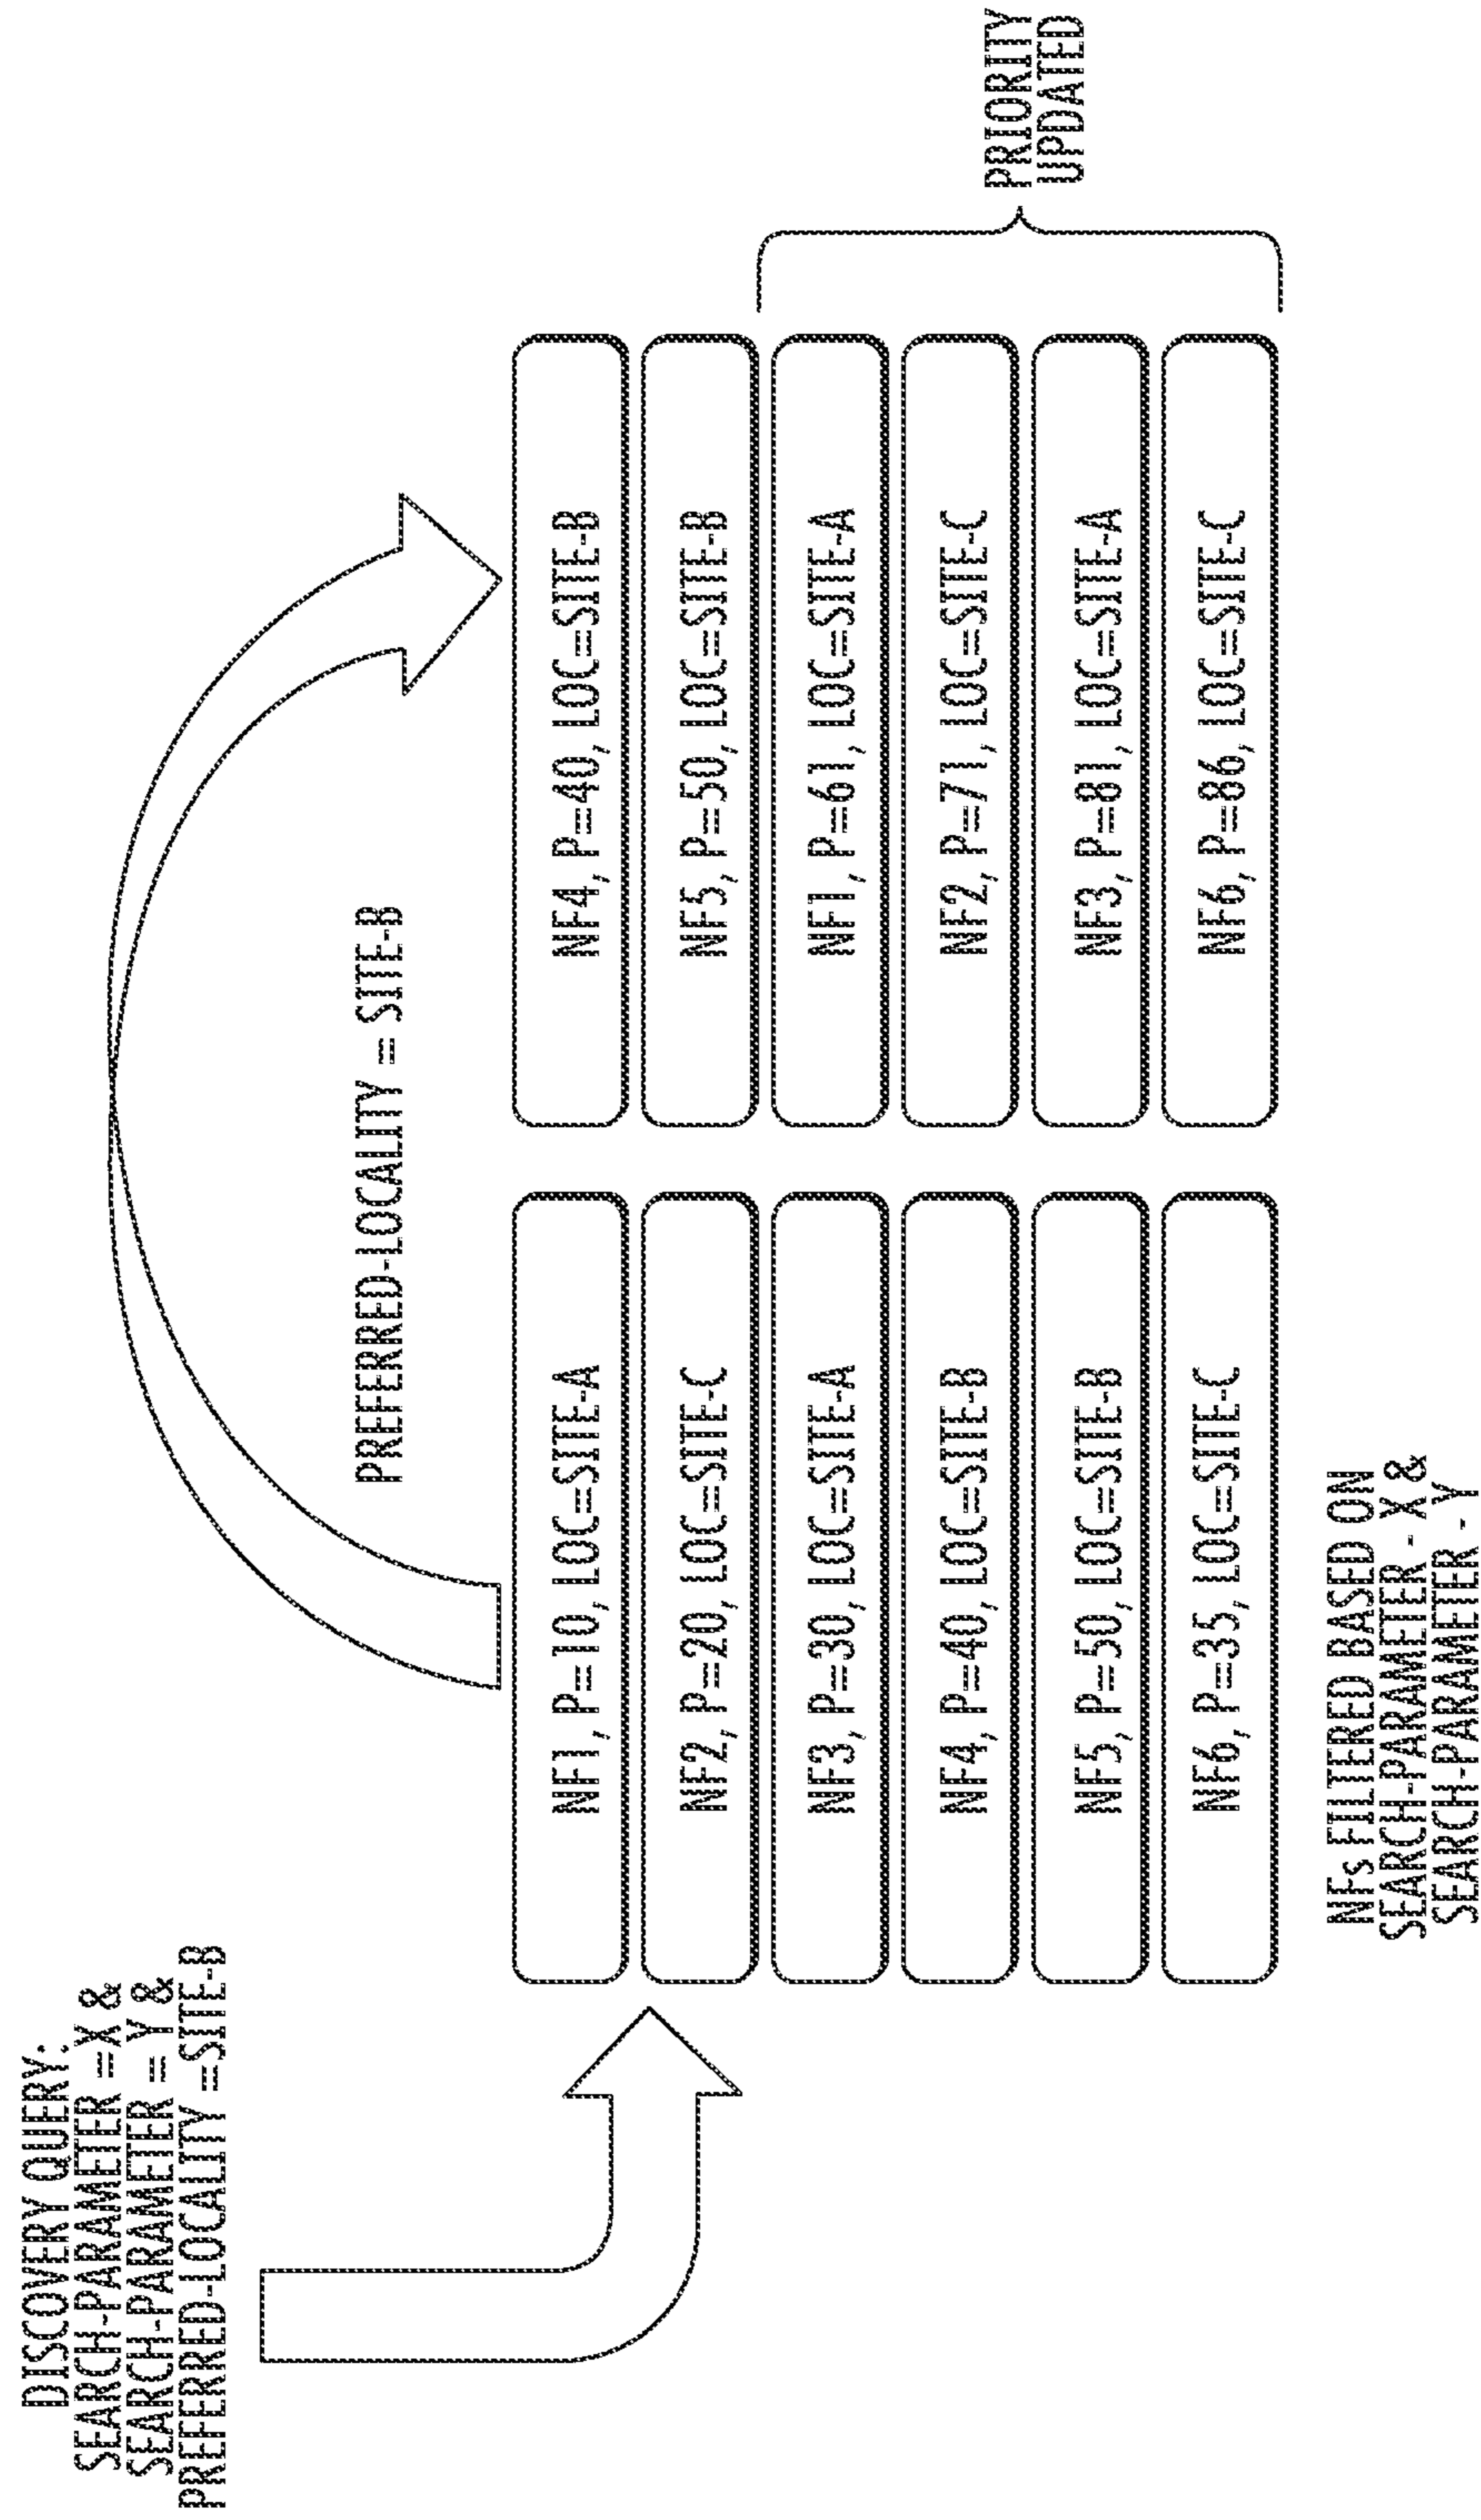 DISCOVERY QUERY:
SEARCH-PARAMETER =X &
SEARCH-PARAMETER = Y &
PREFERRED-LOCALITY =SITE-B
PREFERRED-LOCALITY = SITE-B
NF1, P=10, LOC=SITE-A
NF2, P=20, LOC=SITE-C
NF3, P=30, LOC=SITE-A
NF4, P=40, LOC=SITE-B
NF5, P=50, LOC=SITE-B
NF6, P=35, LOC=SITE-C
NFs FILTERED BASED ON
SEARCH-PARAMETER - X &
SEARCH-PARAMETER - Y
NF4, P=40, LOC=SITE-B
NF5, P=50, LOC=SITE-B
NF1, P=61, LOC=SITE-A
NF2, P=71, LOC=SITE-C
NF3, P=81, LOC=SITE-A
NF6, P=86, LOC=SITE-C
PRIORITY
UPDATED